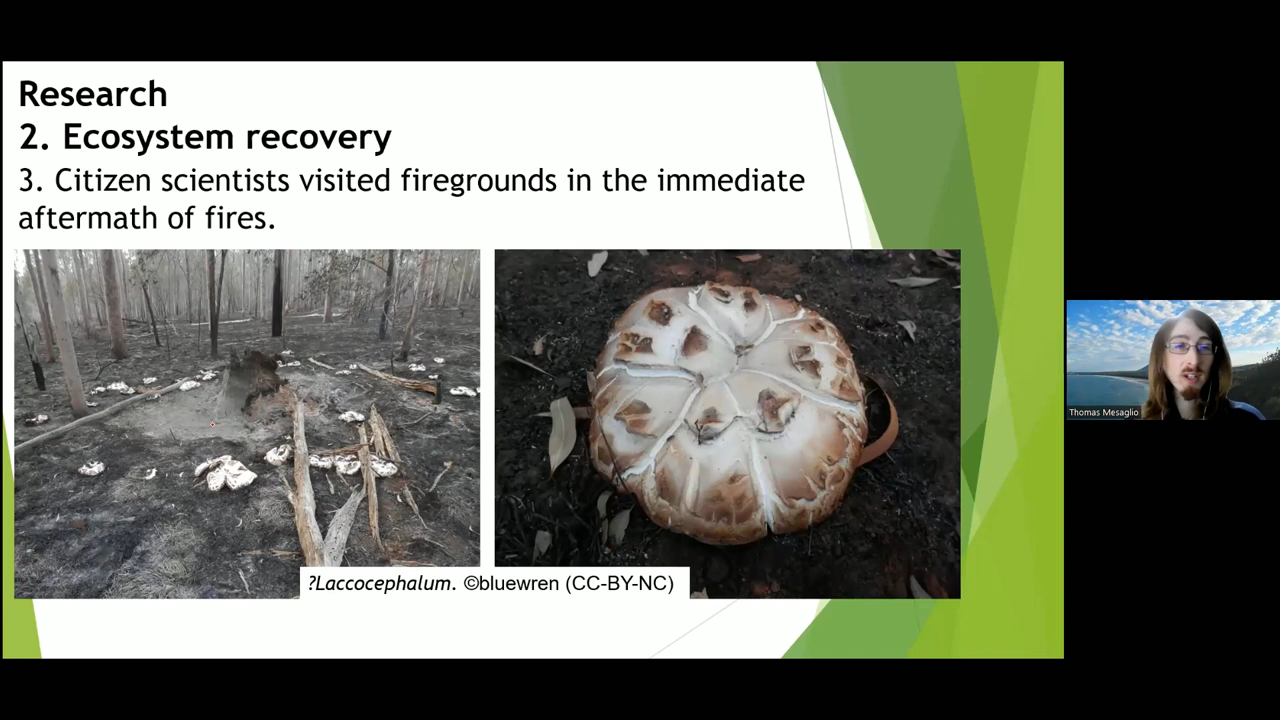 Research
2. Ecosystem recovery
3. Citizen scientists visited firegrounds in the immediate
aftermath of fires.
?Laccocephalum. ©bluewren (CC-BY-NC)
Thomas Mesaglio